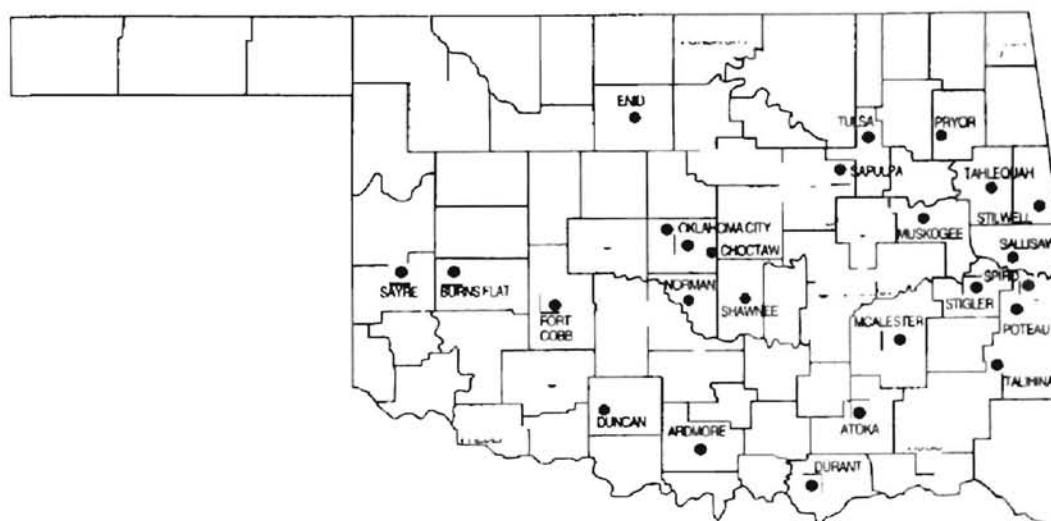 ENID
TULSA
PRYOR
SAPULPA
TAHLEQUAH
STILWELL
MUSKOGEE
OKLAHOMA CITY
CHOCTAW
SALLISAW
SPIRO
SAYRE
BURNS FLAT
NORMAN
SHAWNEE
STIGLER
FORT
COBB
MCALESTER
POTEAU
TALIHINA
DUNCAN
ARDMORE
ATOKA
DURANT